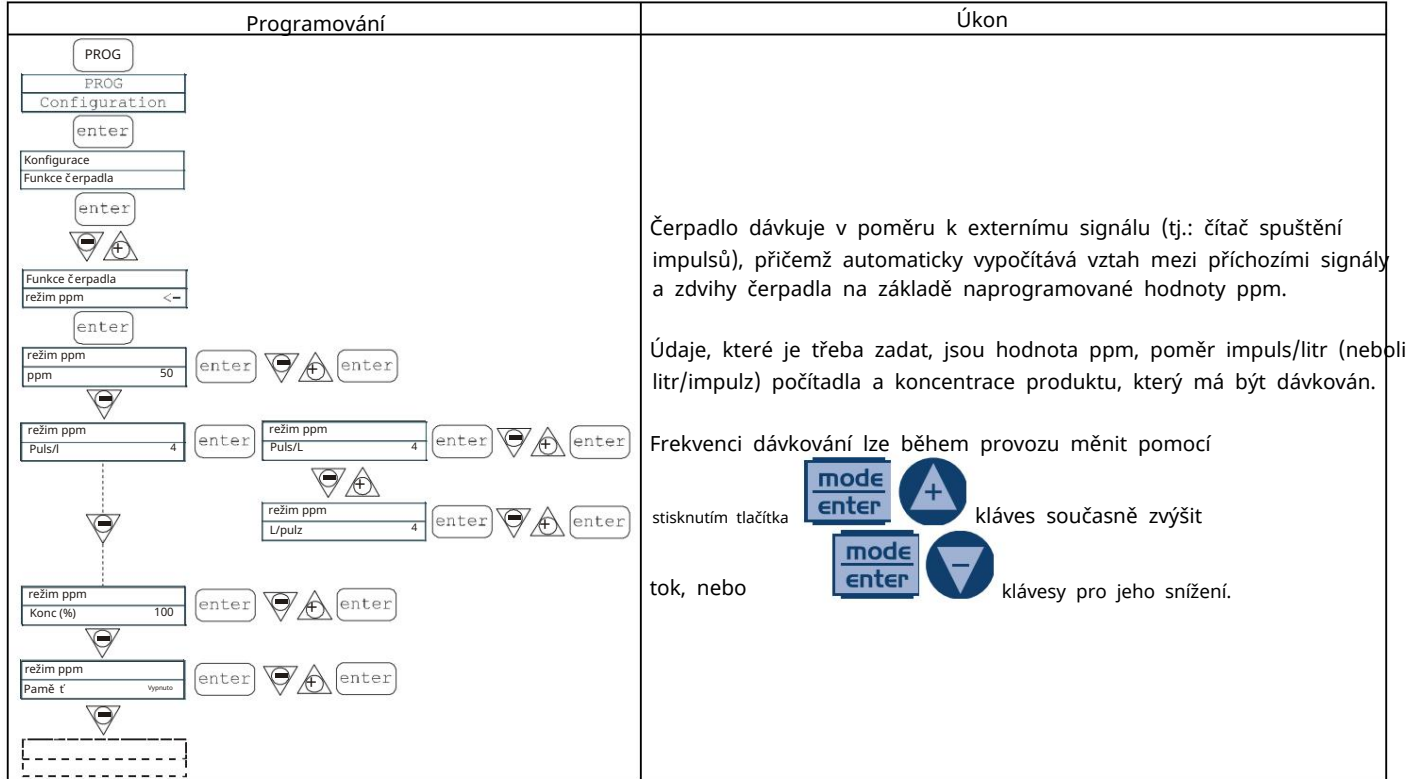 Programování
Úkon
PROG
PROG
Configuration
enter
Konfigurace
Funkce čerpadla
enter
- +
Funkce čerpadla
režim ppm <-
enter
režim ppm
ppm 50
enter - + enter
-
režim ppm
Puls/l 4
enter
režim ppm
Puls/L 4
enter - + enter
- +
režim ppm
L/pulz 4
enter - + enter
-
režim ppm
Konc (%) 100
enter - + enter
-
režim ppm
Pamě ť Vypnuto
enter - + enter
-
Čerpadlo dávkuje v poměru k externímu signálu (tj.: čítač spuštění
impulsů), přičemž automaticky vypočítává vztah mezi příchozími signály
a zdvihy čerpadla na základě naprogramované hodnoty ppm.
Údaje, které je třeba zadat, jsou hodnota ppm, poměr impuls/litr (neboli
litr/impulz) počítadla a koncentrace produktu, který má být dávkován.
Frekvenci dávkování lze během provozu měnit pomocí
stisknutím tlačítka mode enter + kláves současně zvýšit
tok, nebo mode enter - klávesy pro jeho snížení.